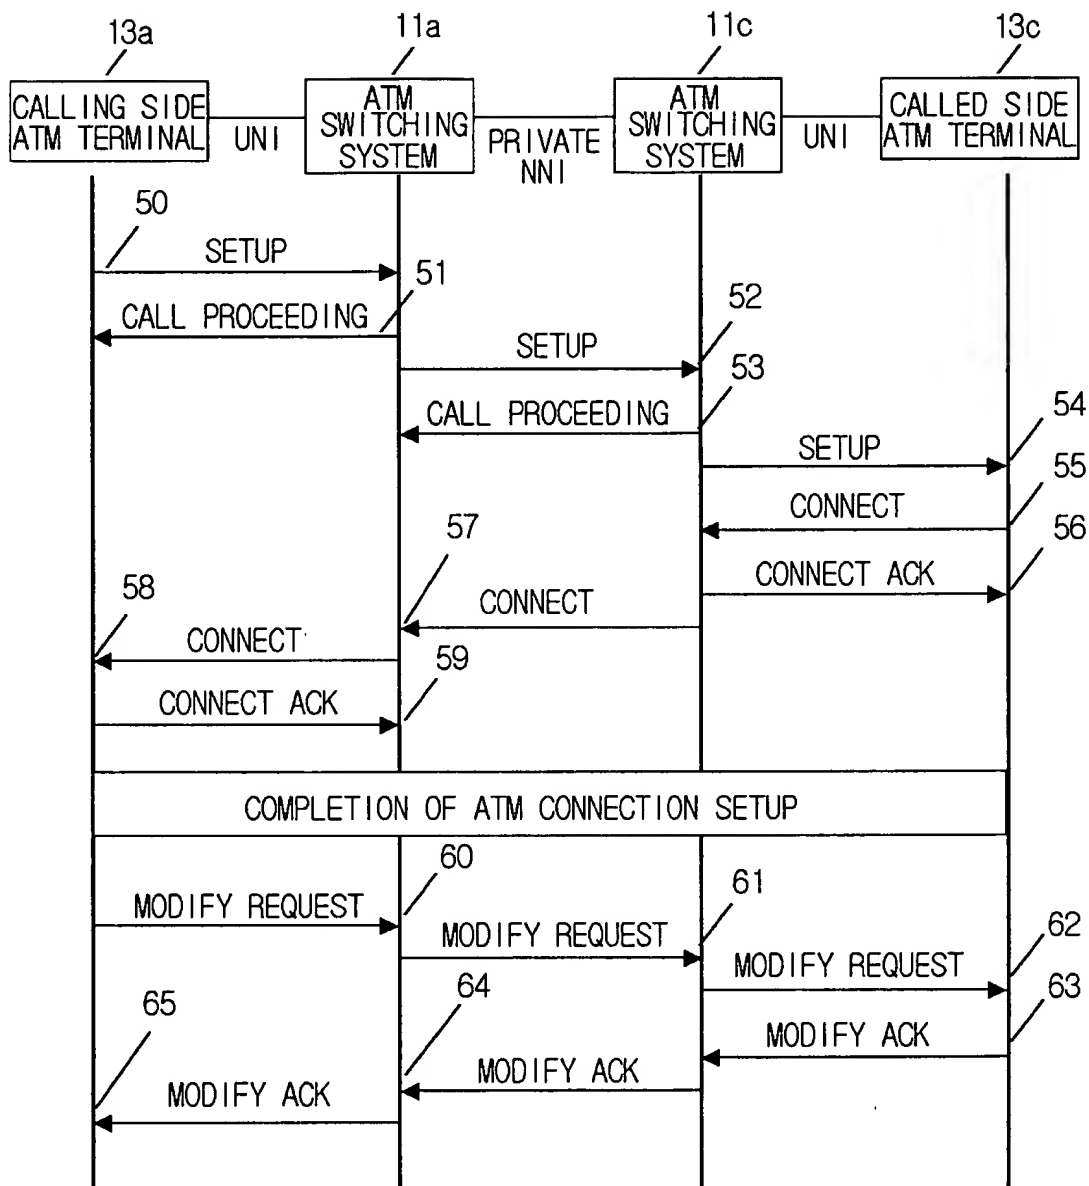 13a
11a
11c
13c
CALLING SIDE
ATM TERMINAL
UNI
ATM
SWITCHING
SYSTEM
PRIVATE
NNI
ATM
SWITCHING
SYSTEM
UNI
CALLED SIDE
ATM TERMINAL
50
SETUP
51
CALL PROCEEDING
52
SETUP
53
CALL PROCEEDING
54
SETUP
55
CONNECT
56
CONNECT ACK
57
CONNECT
58
CONNECT
59
CONNECT ACK
COMPLETION OF ATM CONNECTION SETUP
60
MODIFY REQUEST
61
MODIFY REQUEST
62
MODIFY REQUEST
63
MODIFY ACK
64
MODIFY ACK
65
MODIFY ACK